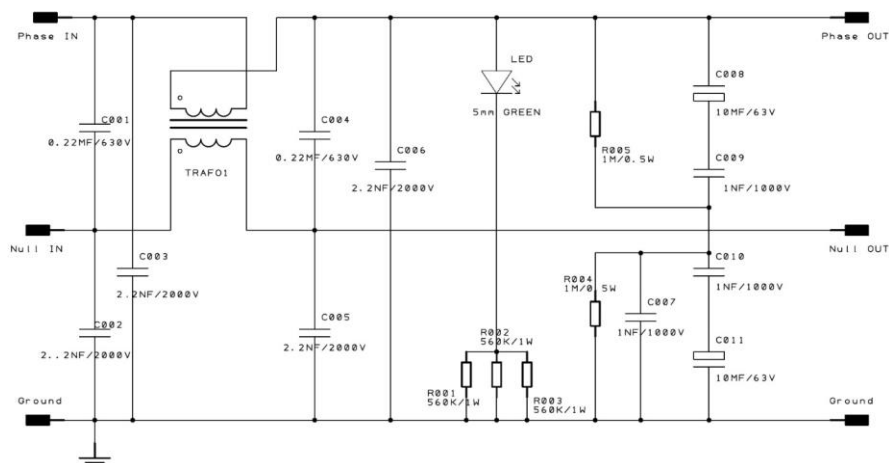 Phase IN
Phase OUT
LED
5mm GREEN
C008
10MF/63V
C001
0.22MF/630V
C004
0.22MF/630V
TRAFO1
C006
2.2NF/2000V
R005
1M/0.5W
C009
1NF/1000V
Null IN
Null OUT
C003
2.2NF/2000V
C010
1NF/1000V
R004
1M/0.5W
C007
1NF/1000V
C002
2..2NF/2000V
C005
2.2NF/2000V
R002
560K/1W
C011
10MF/63V
R001
560K/1W
R003
560K/1W
Ground
Ground